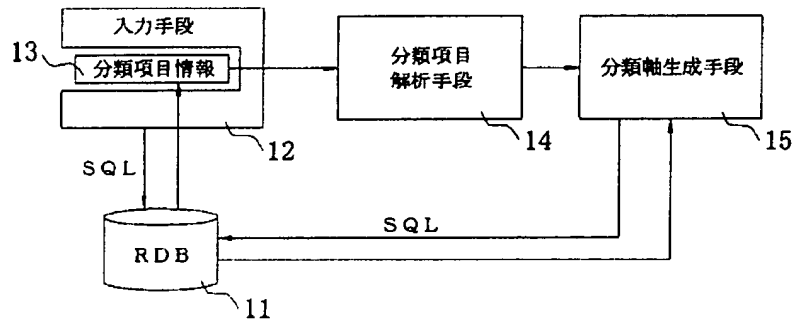 入力手段
13
分類項目情報
12
分類項目
解析手段
14
分類軸生成手段
15
SQL
SQL
RDB
11